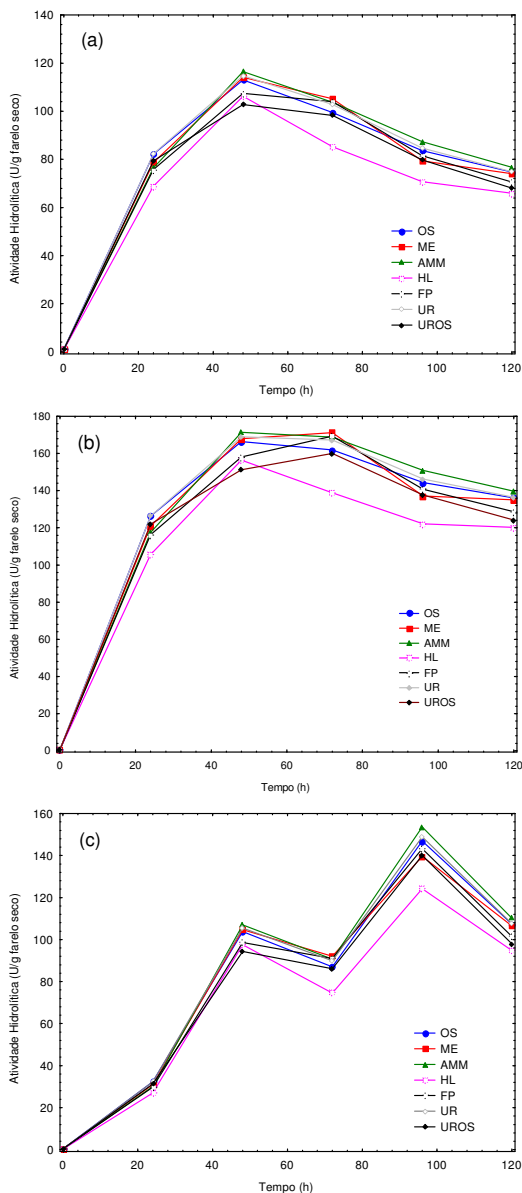 140
(a)
120
100
80
60
40
20
0
Atividade Hidrolítica (U/g farelo seco)
OS
ME
AMM
HL
FP
UR
UROS
0 20 40 60 80 100 120
Tempo (h)
180
(b)
160
140
120
100
80
60
40
20
0
Atividade Hidrolítica (U/g farelo seco)
OS
ME
AMM
HL
FP
UR
UROS
0 20 40 60 80 100 120
Tempo (h)
160
(c)
140
120
100
80
60
40
20
0
Atividade Hidrolítica (U/g farelo seco)
OS
ME
AMM
HL
FP
UR
UROS
0 20 40 60 80 100 120
Tempo (h)